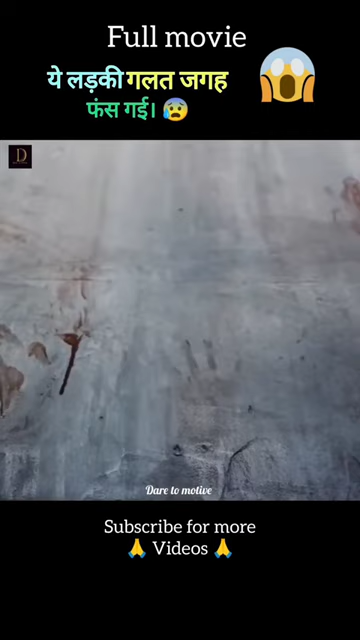 Full movie
ये लड़की गलत जगह
फंस गई। 😰
D
Dare to motive
Subscribe for more
🙏 Videos 🙏